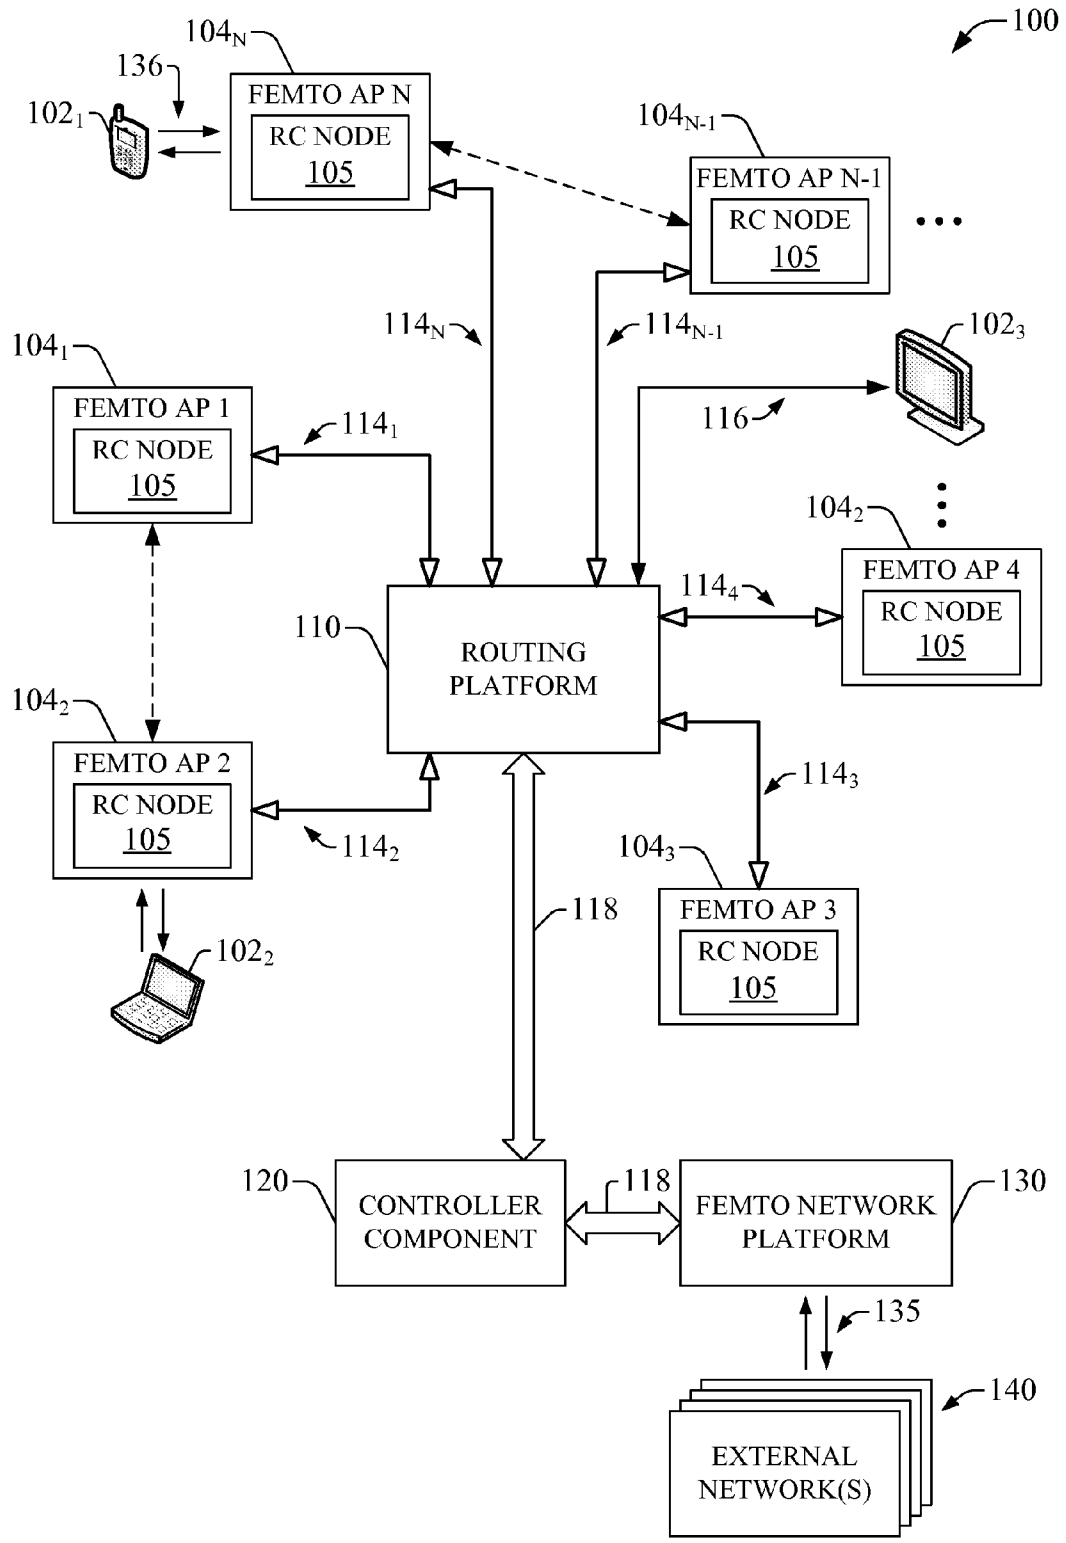 100
104N
136
FEMTO AP N
1021
104N-1
RC NODE
105
FEMTO AP N-1
RC NODE
105
114N
114N-1
1023
1041
FEMTO AP 1
116
1141
RC NODE
105
1042
FEMTO AP 4
1144
RC NODE
105
110
ROUTING
PLATFORM
1042
FEMTO AP 2
1143
RC NODE
105
1142
1043
FEMTO AP 3
118
1022
RC NODE
105
120
118
130
CONTROLLER
COMPONENT
FEMTO NETWORK
PLATFORM
135
140
EXTERNAL
NETWORK(S)